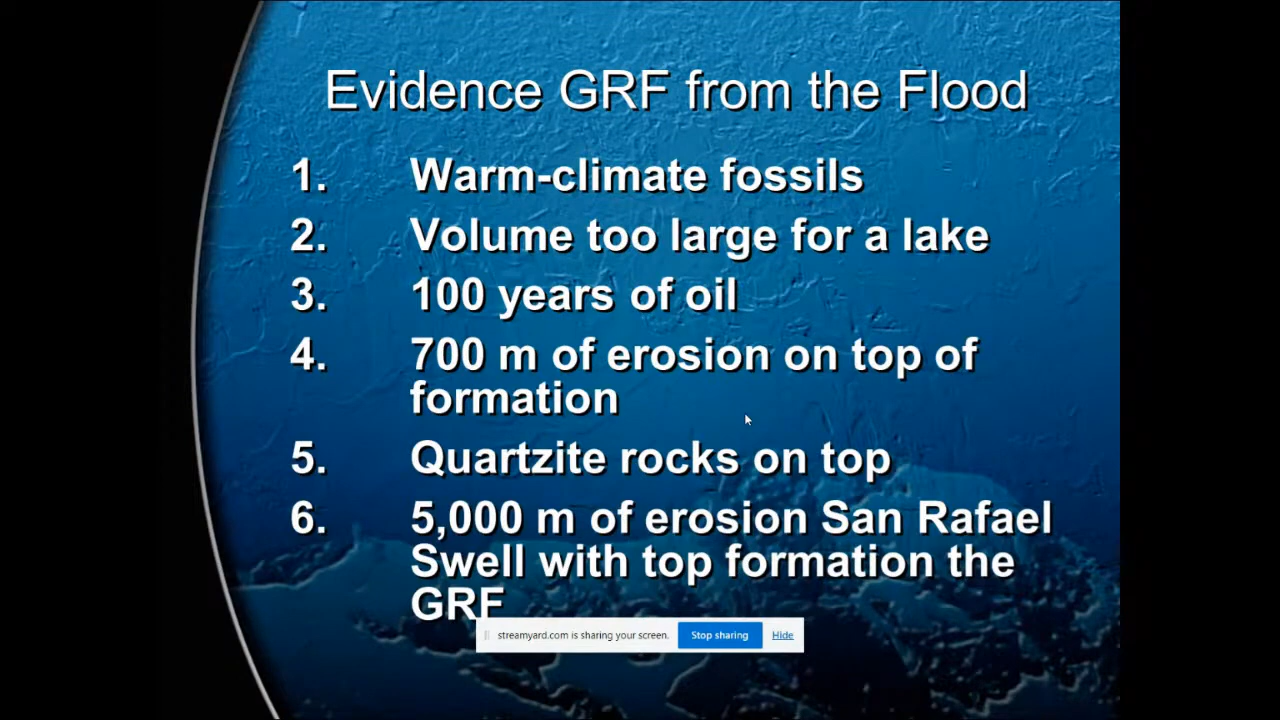 Evidence GRF from the Flood
1. Warm-climate fossils
2. Volume too large for a lake
3. 100 years of oil
4. 700 m of erosion on top of
formation
5. Quartzite rocks on top
6. 5,000 m of erosion San Rafael
Swell with top formation the
GRF
streamyard.com is sharing your screen. Stop sharing Hide